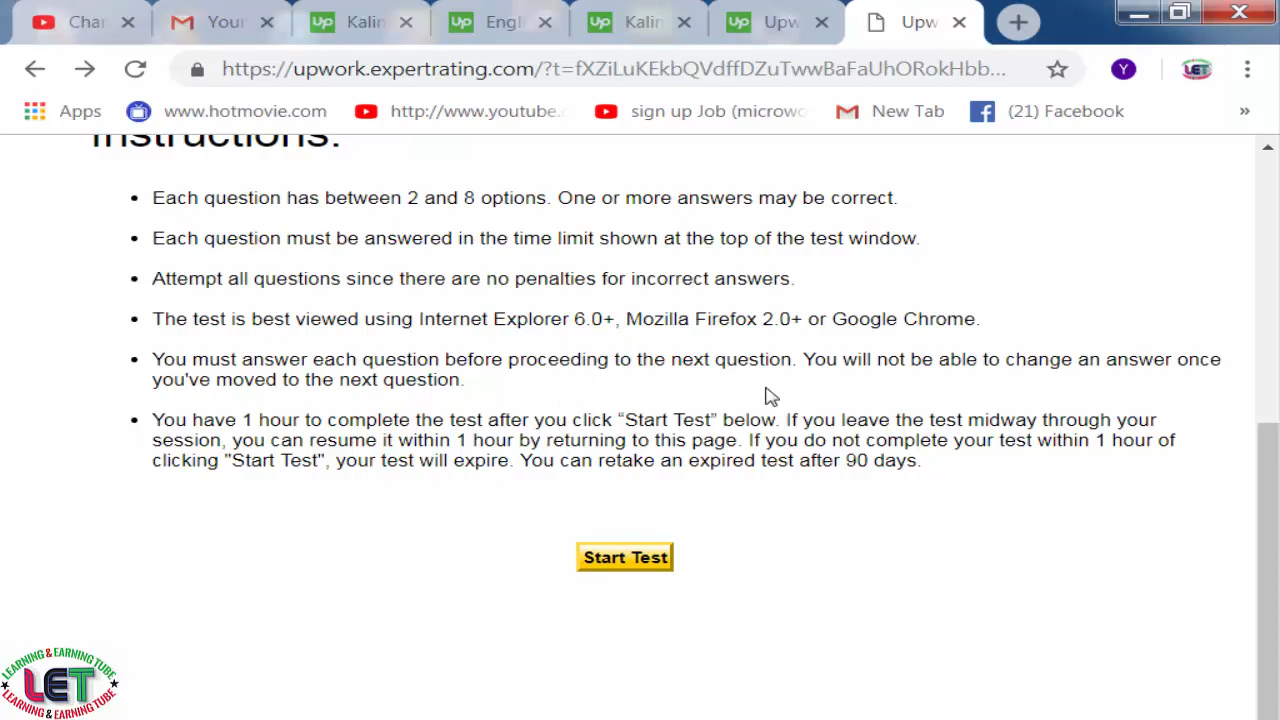 Char
Your
Kalin
Engl
Kalin
Upw
Upw
https://upwork.expertrating.com/?t=fXZiLuKEkbQVdffDZuTwwBaFaUhORokHbb...
Y
LET
Apps
www.hotmovie.com
http://www.youtube.
sign up Job (microwo
New Tab
(21) Facebook
»
Instructions:
• Each question has between 2 and 8 options. One or more answers may be correct.
• Each question must be answered in the time limit shown at the top of the test window.
• Attempt all questions since there are no penalties for incorrect answers.
• The test is best viewed using Internet Explorer 6.0+, Mozilla Firefox 2.0+ or Google Chrome.
• You must answer each question before proceeding to the next question. You will not be able to change an answer once
you've moved to the next question.
• You have 1 hour to complete the test after you click “Start Test” below. If you leave the test midway through your
session, you can resume it within 1 hour by returning to this page. If you do not complete your test within 1 hour of
clicking "Start Test", your test will expire. You can retake an expired test after 90 days.
Start Test
LEARNING & EARNING TUBE
LET
LEARNING & EARNING TUBE